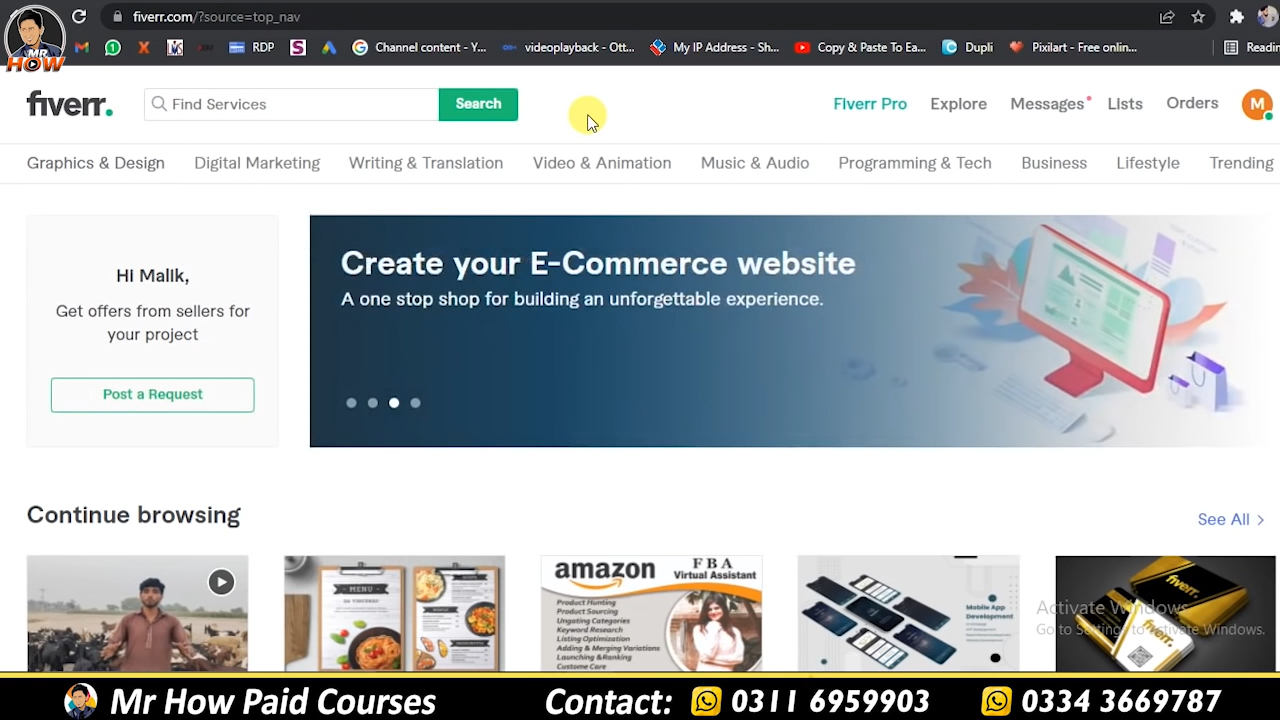 fiverr.com/?source=top_nav
MR HOW
RDP
Channel content - Y...
videoplayback - Ott...
My IP Address - Sh...
Copy & Paste To Ea...
Dupli
Pixilart - Free onlin...
Readin
fiverr.
Find Services
Search
Fiverr Pro
Explore
Messages
Lists
Orders
M
Graphics & Design
Digital Marketing
Writing & Translation
Video & Animation
Music & Audio
Programming & Tech
Business
Lifestyle
Trending
Hi Malik,
Get offers from sellers for
your project
Post a Request
Create your E-Commerce website
A one stop shop for building an unforgettable experience.
Continue browsing
See All
MENU
amazon
FBA
Virtual Assistant
Product Hunting
Product Sourcing
Ungating Categories
Keyword Research
Listing Optimization
Adding & Merging Variations
Launching & Ranking
Custome Care
Mobile App
Development
fiverr.
fiverr.
Activate Windows
Go to Settings to activate Windows.
Mr How Paid Courses
Contact:
0311 6959903
0334 3669787